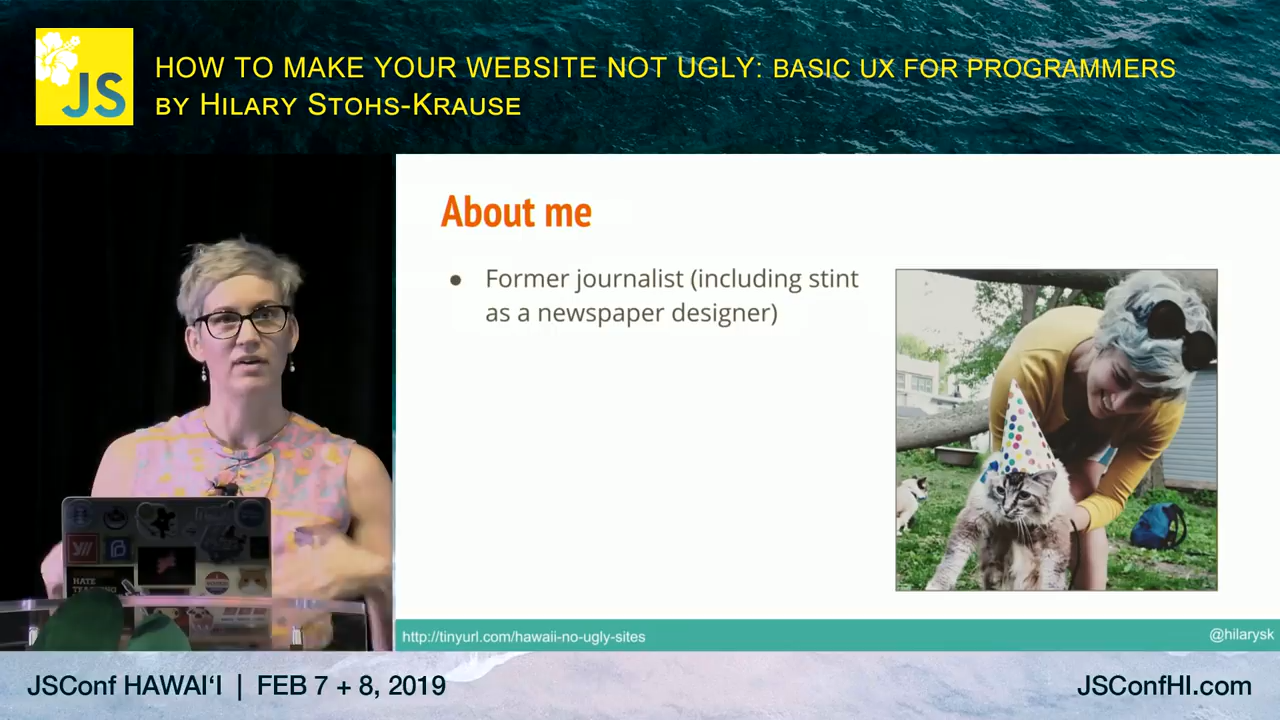 JS
HOW TO MAKE YOUR WEBSITE NOT UGLY: BASIC UX FOR PROGRAMMERS
BY HILARY STOHS-KRAUSE
About me
● Former journalist (including stint
as a newspaper designer)
HATE
http://tinyurl.com/hawaii-no-ugly-sites
@hilarysk
JSConf HAWAI‘I | FEB 7 + 8, 2019
JSConfHI.com